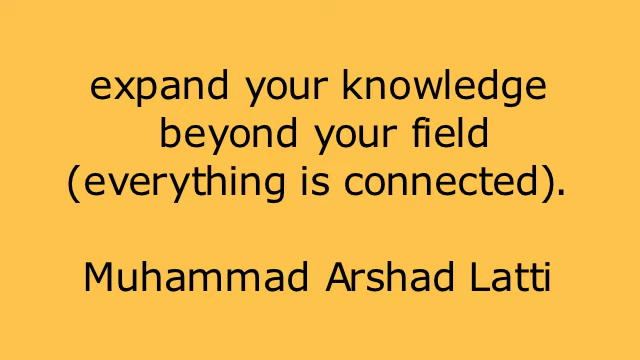 expand your knowledge
beyond your field
(everything is connected).
Muhammad Arshad Latti